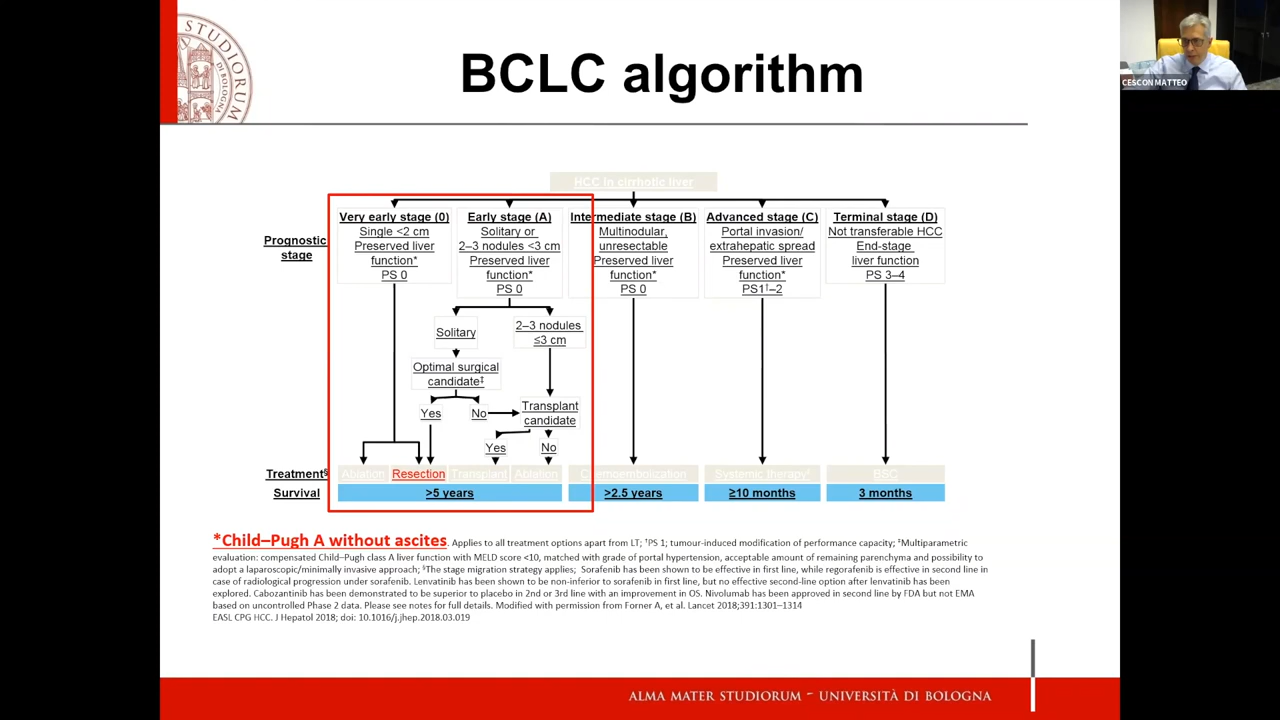 STUDIORUM
DI BOLOGNA
BCLC algorithm
CESCON MATTEO
HCC in cirrhotic liver
Prognostic
stage
Very early stage (0)
Single <2 cm
Preserved liver
function*
PS 0
Early stage (A)
Solitary or
2–3 nodules <3 cm
Preserved liver
function*
PS 0
Intermediate stage (B)
Multinodular,
unresectable
Preserved liver
function*
PS 0
Advanced stage (C)
Portal invasion/
extrahepatic spread
Preserved liver
function*
PS1†–2
Terminal stage (D)
Not transferable HCC
End-stage
liver function
PS 3–4
Solitary
2–3 nodules
≤3 cm
Optimal surgical
candidate‡
Yes
No
Transplant
candidate
Yes
No
Treatment§
Ablation
Resection
Transplant
Ablation
Chemoembolization
Systemic therapy
BSC
Survival
>5 years
>2.5 years
≥10 months
3 months
*Child–Pugh A without ascites. Applies to all treatment options apart from LT; †PS 1; tumour-induced modification of performance capacity; ‡Multiparametric
evaluation: compensated Child–Pugh class A liver function with MELD score <10, matched with grade of portal hypertension, acceptable amount of remaining parenchyma and possibility to
adopt a laparoscopic/minimally invasive approach; §The stage migration strategy applies; Sorafenib has been shown to be effective in first line, while regorafenib is effective in second line in
case of radiological progression under sorafenib. Lenvatinib has been shown to be non-inferior to sorafenib in first line, but no effective second-line option after lenvatinib has been
explored. Cabozantinib has been demonstrated to be superior to placebo in 2nd or 3rd line with an improvement in OS. Nivolumab has been approved in second line by FDA but not EMA
based on uncontrolled Phase 2 data. Please see notes for full details. Modified with permission from Forner A, et al. Lancet 2018;391:1301–1314
EASL CPG HCC. J Hepatol 2018; doi: 10.1016/j.jhep.2018.03.019
ALMA MATER STUDIORUM – UNIVERSITÀ DI BOLOGNA